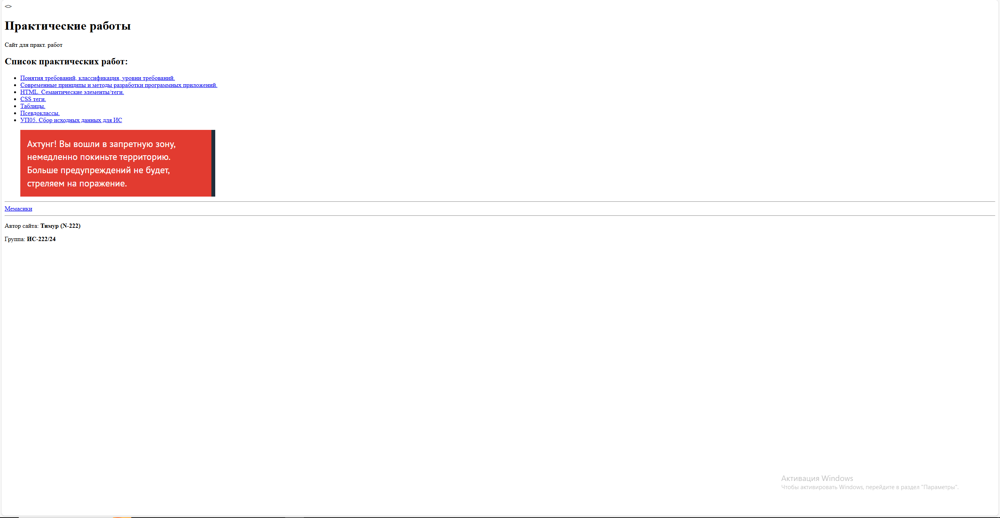 <>
Практические работы
Сайт для практ. работ
Список практических работ:
Понятия требований, классификация, уровни требований.
Современные принципы и методы разработки программных приложений.
HTML. Семантические элементы/теги.
CSS теги.
Таблицы.
Псевдоклассы.
УП05. Сбор исходных данных для ИС
Ахтунг! Вы вошли в запретную зону,
немедленно покиньте территорию.
Больше предупреждений не будет,
стреляем на поражение.
Мемасики
Автор сайта: Тимур (N-222)
Группа: ИС-222/24
Активация Windows
Чтобы активировать Windows, перейдите в раздел "Параметры".